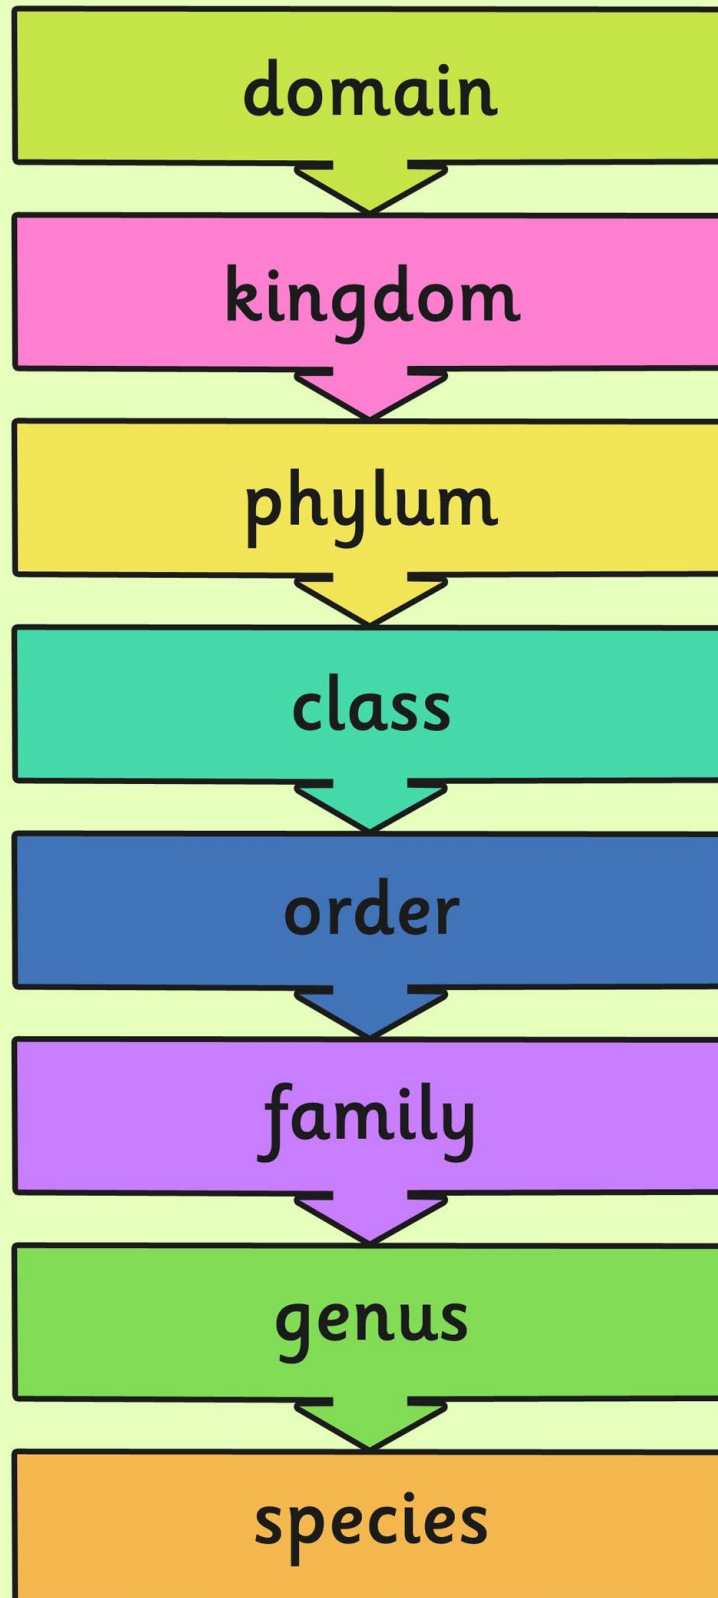 domain
kingdom
phylum
class
order
family
genus
species